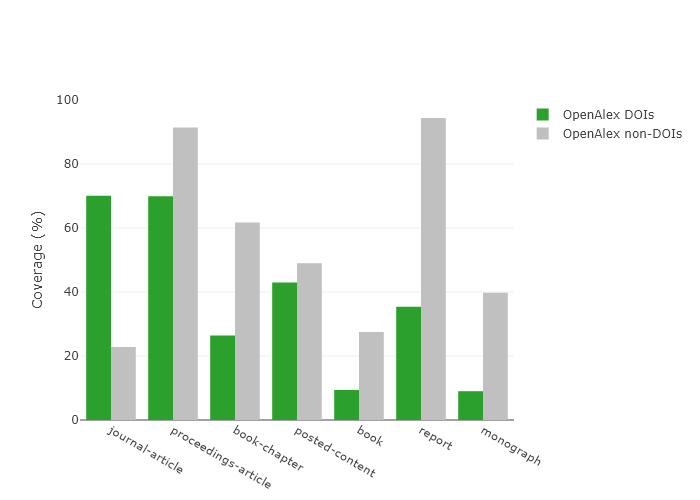 OpenAlex DOIs
OpenAlex non-DOIs
Coverage (%)
100
80
60
40
20
0
journal-article
proceedings-article
book-chapter
posted-content
book
report
monograph